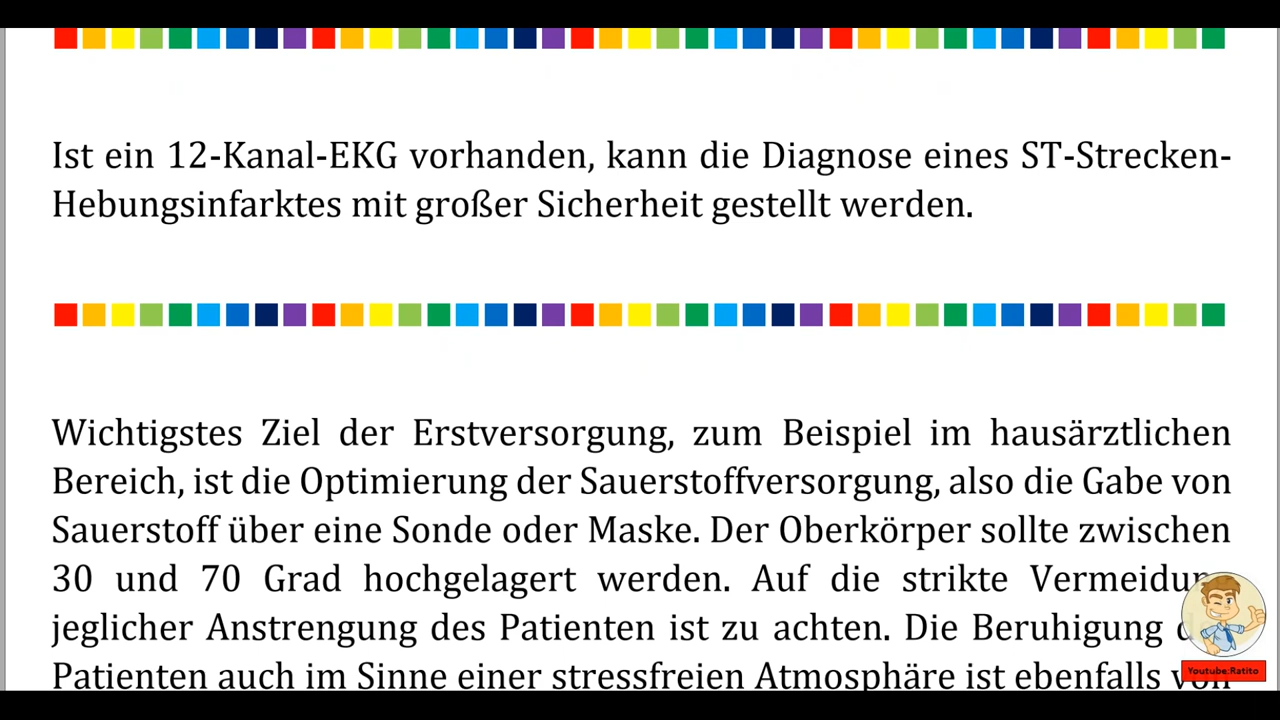 Ist ein 12-Kanal-EKG vorhanden, kann die Diagnose eines ST-Strecken-
Hebungsinfarktes mit großer Sicherheit gestellt werden.
Wichtigstes Ziel der Erstversorgung, zum Beispiel im hausärztlichen
Bereich, ist die Optimierung der Sauerstoffversorgung, also die Gabe von
Sauerstoff über eine Sonde oder Maske. Der Oberkörper sollte zwischen
30 und 70 Grad hochgelagert werden. Auf die strikte
jeglicher Anstrengung des Patienten ist zu achten. Die Beruhigung
Patienten auch im Sinne einer stressfreien Atmosphäre ist ebenfalls von
Youtube:Ratito